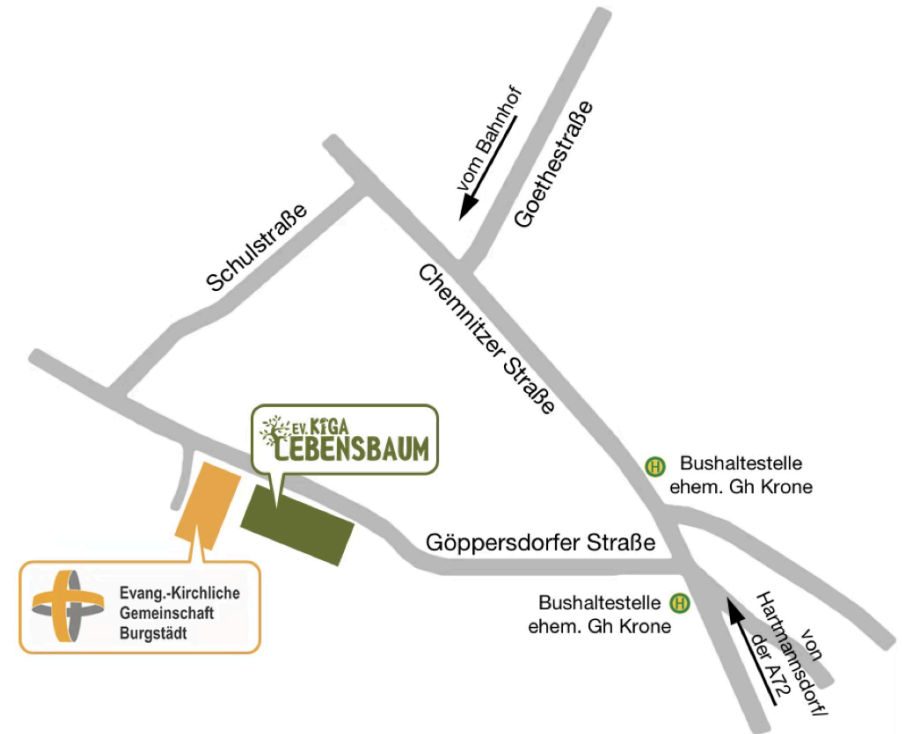 vom Bahnhof
Goethestraße
Schulstraße
Chemnitzer Straße
EV. KIGA
LEBENSBAUM
H
Bushaltestelle
ehem. Gh Krone
Göppersdorfer Straße
Evang.-Kirchliche
Gemeinschaft
Burgstädt
Bushaltestelle
H
ehem. Gh Krone
von
Hartmannsdorf/
der A72